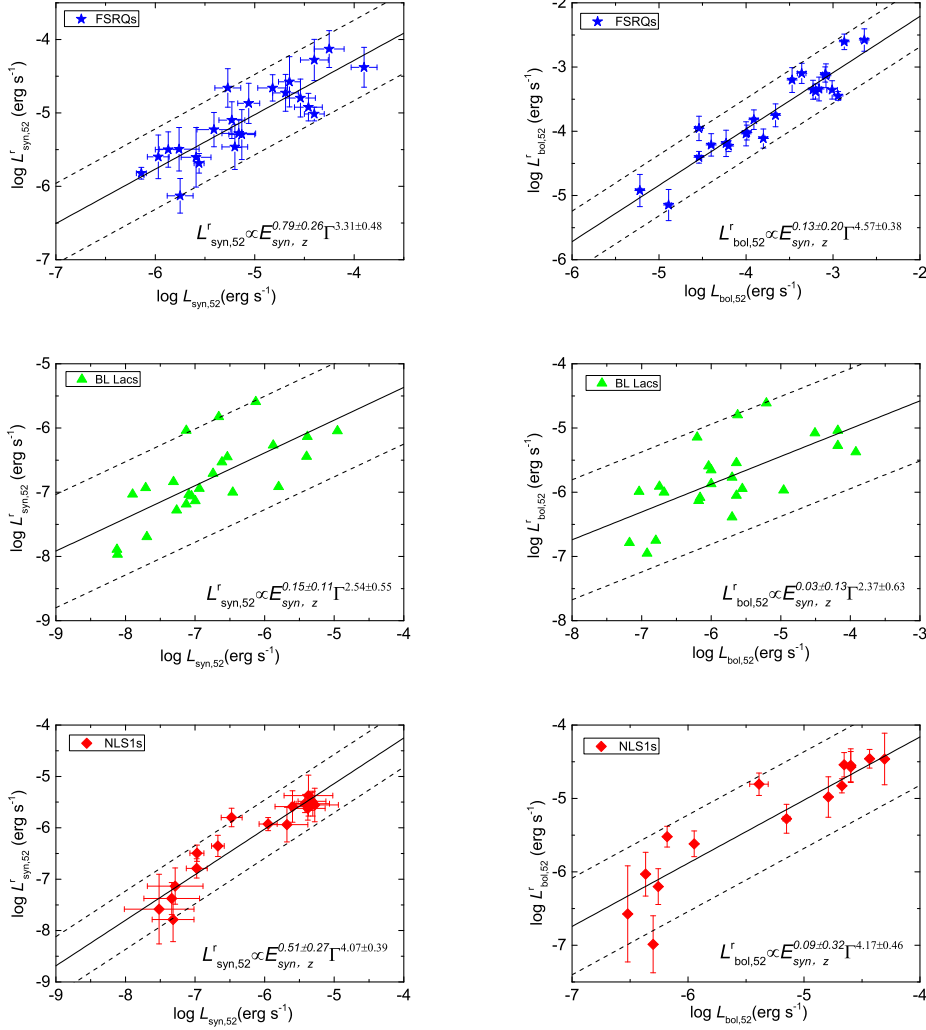 FSRQs
-4
-5
-6
-7
log L^r_syn,52 (erg s^-1)
L^r_syn,52 ∝ E_syn, z^0.79±0.26 Γ^3.31±0.48
-7 -6 -5 -4
log L_syn,52 (erg s^-1)
FSRQs
-2
-3
-4
-5
-6
log L^r_bol,52 (erg s^-1)
L^r_bol,52 ∝ E_syn, z^0.13±0.20 Γ^4.57±0.38
-6 -5 -4 -3 -2
log L_bol,52 (erg s^-1)
BL Lacs
-5
-6
-7
-8
-9
log L^r_syn,52 (erg s^-1)
L^r_syn,52 ∝ E_syn, z^0.15±0.11 Γ^2.54±0.55
-9 -8 -7 -6 -5 -4
log L_syn,52 (erg s^-1)
BL Lacs
-4
-5
-6
-7
-8
log L^r_bol,52 (erg s^-1)
L^r_bol,52 ∝ E_syn, z^0.03±0.13 Γ^2.37±0.63
-8 -7 -6 -5 -4 -3
log L_bol,52 (erg s^-1)
NLS1s
-4
-5
-6
-7
-8
-9
log L^r_syn,52 (erg s^-1)
L^r_syn,52 ∝ E_syn, z^0.51±0.27 Γ^4.07±0.39
-9 -8 -7 -6 -5 -4
log L_syn,52 (erg s^-1)
NLS1s
-4
-5
-6
-7
log L^r_bol,52 (erg s^-1)
L^r_bol,52 ∝ E_syn, z^0.09±0.32 Γ^4.17±0.46
-7 -6 -5 -4
log L_bol,52 (erg s^-1)